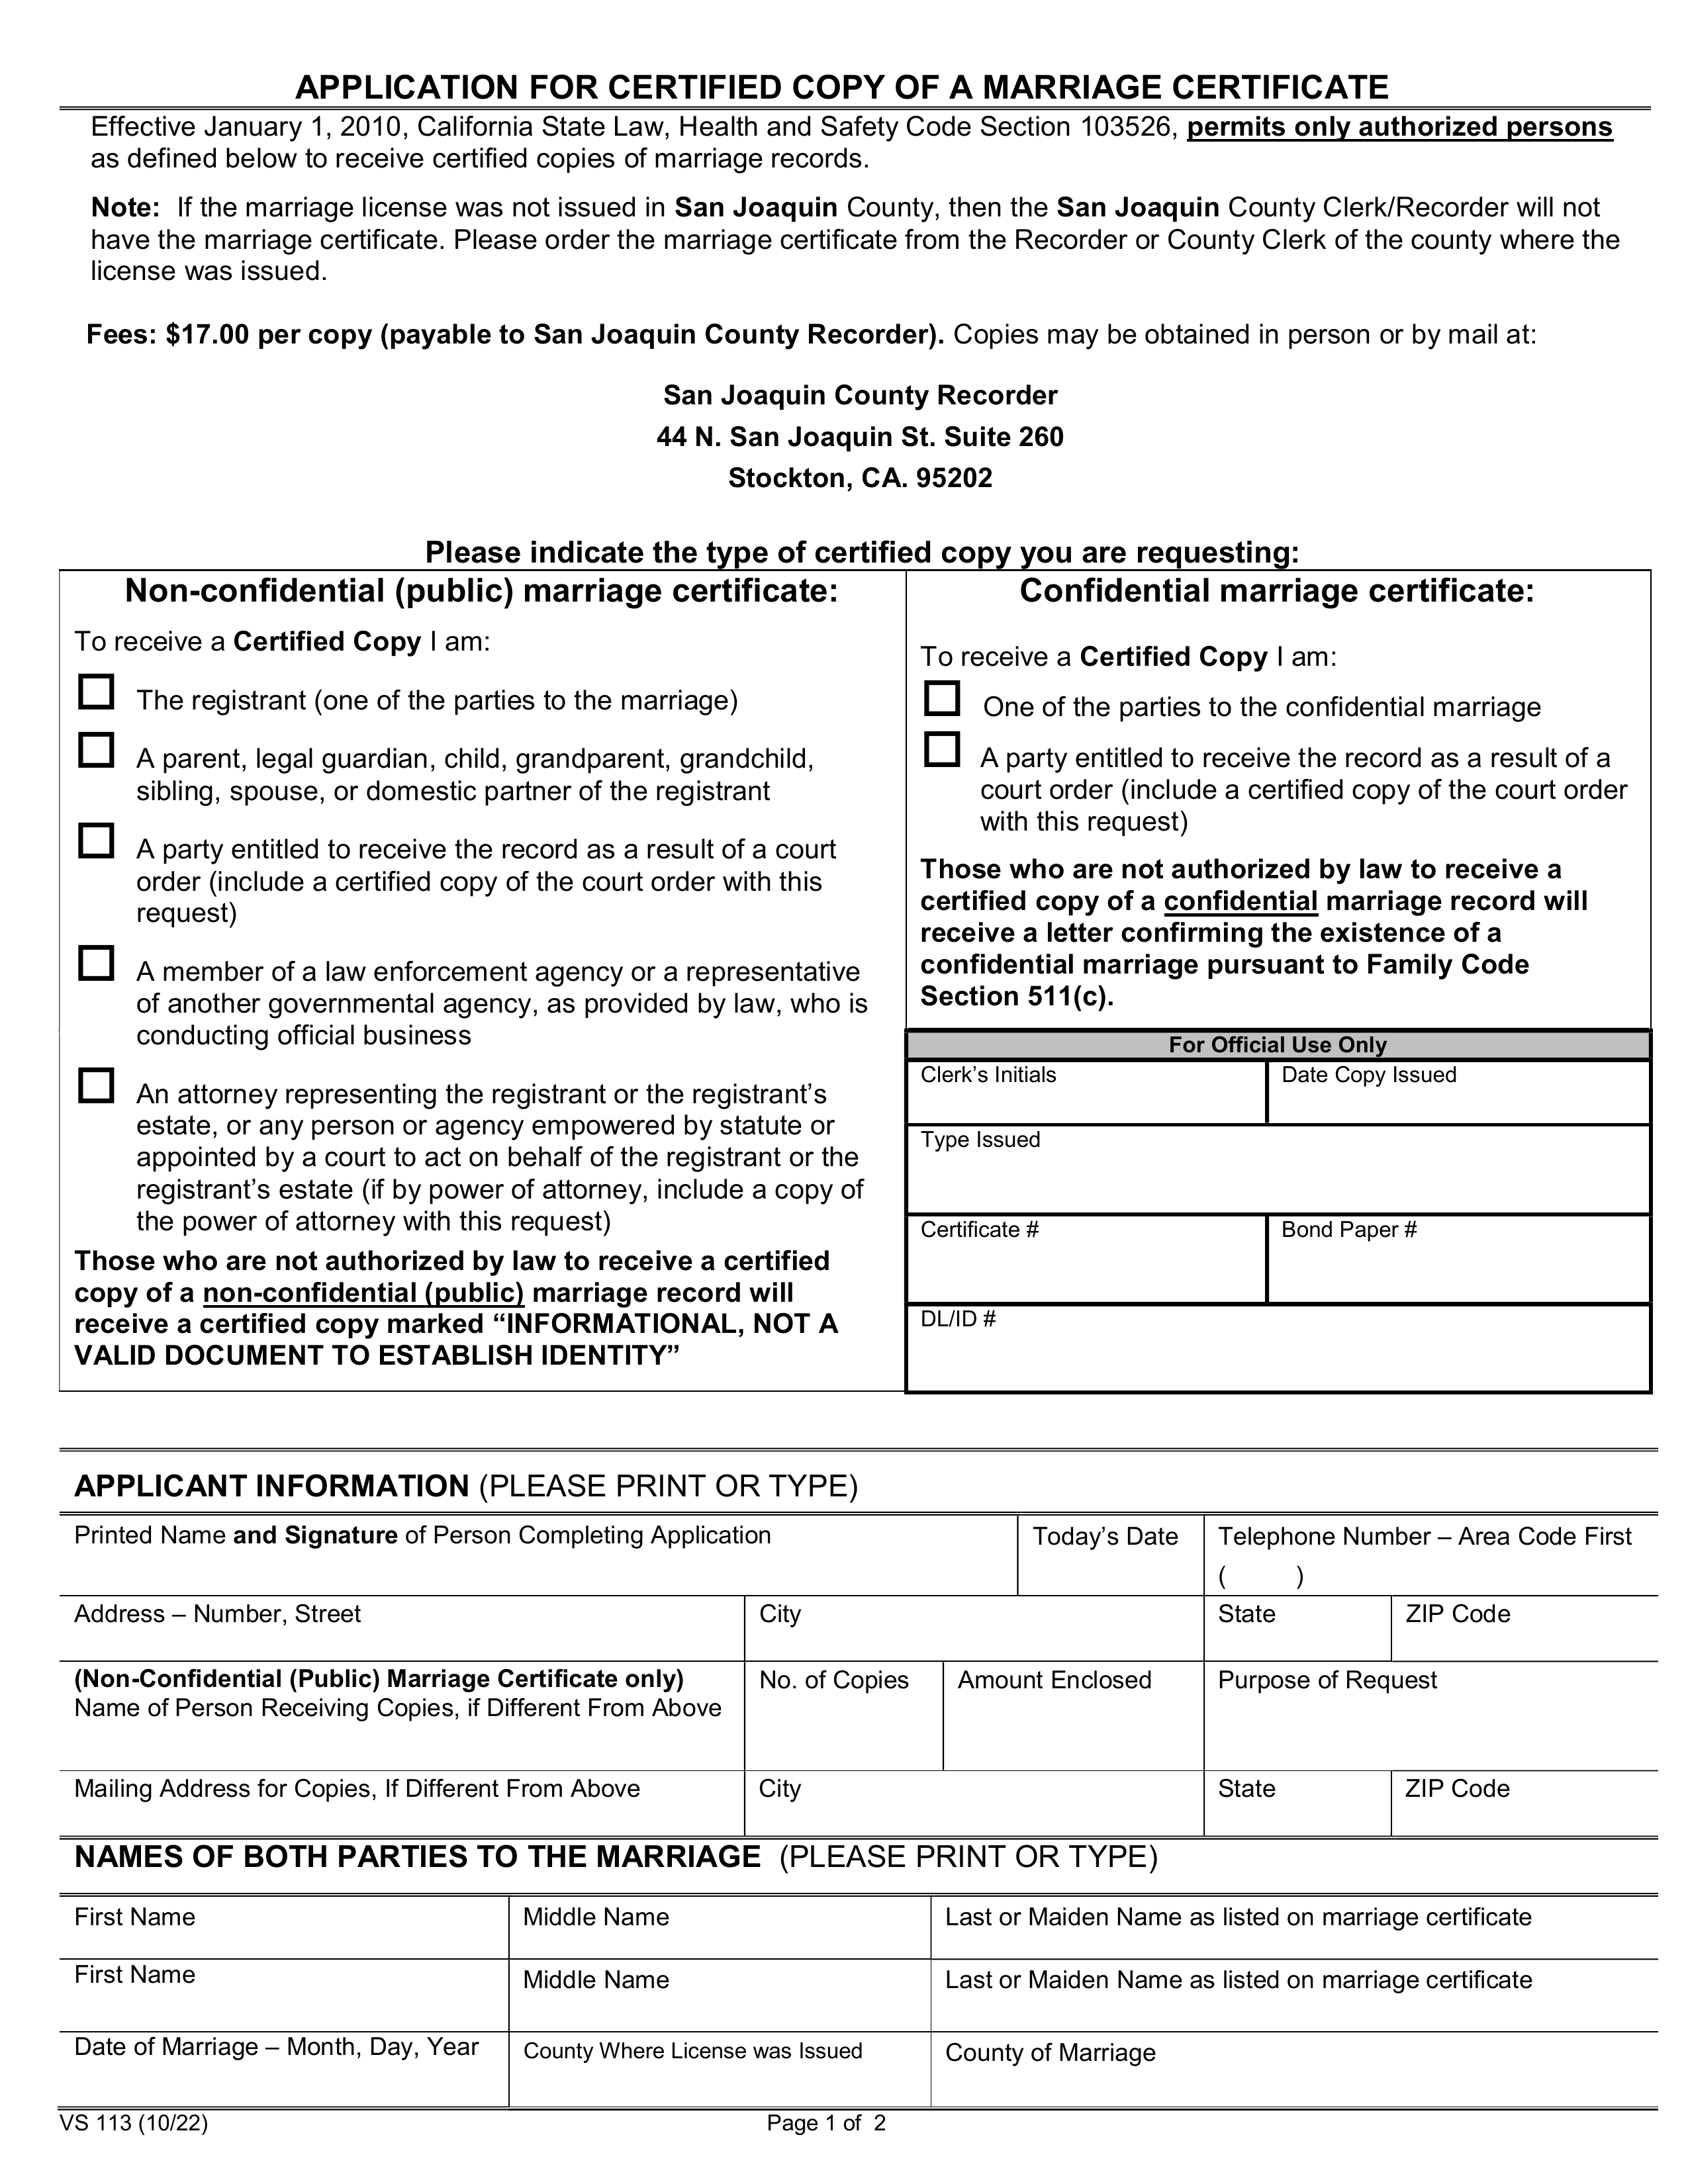 APPLICATION FOR CERTIFIED COPY OF A MARRIAGE CERTIFICATE
Effective January 1, 2010, California State Law, Health and Safety Code Section 103526, permits only authorized persons
as defined below to receive certified copies of marriage records.
Note: If the marriage license was not issued in San Joaquin County, then the San Joaquin County Clerk/Recorder will not
have the marriage certificate. Please order the marriage certificate from the Recorder or County Clerk of the county where the
license was issued.
Fees: $17.00 per copy (payable to San Joaquin County Recorder). Copies may be obtained in person or by mail at:
San Joaquin County Recorder
44 N. San Joaquin St. Suite 260
Stockton, CA. 95202
Please indicate the type of certified copy you are requesting:
Non-confidential (public) marriage certificate:
To receive a Certified Copy I am:
The registrant (one of the parties to the marriage)
A parent, legal guardian, child, grandparent, grandchild,
sibling, spouse, or domestic partner of the registrant
A party entitled to receive the record as a result of a court
order (include a certified copy of the court order with this
request)
A member of a law enforcement agency or a representative
of another governmental agency, as provided by law, who is
conducting official business
An attorney representing the registrant or the registrant’s
estate, or any person or agency empowered by statute or
appointed by a court to act on behalf of the registrant or the
registrant’s estate (if by power of attorney, include a copy of
the power of attorney with this request)
Those who are not authorized by law to receive a certified
copy of a non-confidential (public) marriage record will
receive a certified copy marked “INFORMATIONAL, NOT A
VALID DOCUMENT TO ESTABLISH IDENTITY”
Confidential marriage certificate:
To receive a Certified Copy I am:
One of the parties to the confidential marriage
A party entitled to receive the record as a result of a
court order (include a certified copy of the court order
with this request)
Those who are not authorized by law to receive a
certified copy of a confidential marriage record will
receive a letter confirming the existence of a
confidential marriage pursuant to Family Code
Section 511(c).
For Official Use Only
Clerk’s Initials
Date Copy Issued
Type Issued
Certificate #
Bond Paper #
DL/ID #
APPLICANT INFORMATION (PLEASE PRINT OR TYPE)
Printed Name and Signature of Person Completing Application
Today’s Date
Telephone Number – Area Code First
( )
Address – Number, Street
City
State
ZIP Code
(Non-Confidential (Public) Marriage Certificate only)
Name of Person Receiving Copies, if Different From Above
No. of Copies
Amount Enclosed
Purpose of Request
Mailing Address for Copies, If Different From Above
City
State
ZIP Code
NAMES OF BOTH PARTIES TO THE MARRIAGE (PLEASE PRINT OR TYPE)
First Name
Middle Name
Last or Maiden Name as listed on marriage certificate
First Name
Middle Name
Last or Maiden Name as listed on marriage certificate
Date of Marriage – Month, Day, Year
County Where License was Issued
County of Marriage
VS 113 (10/22)
Page 1 of 2